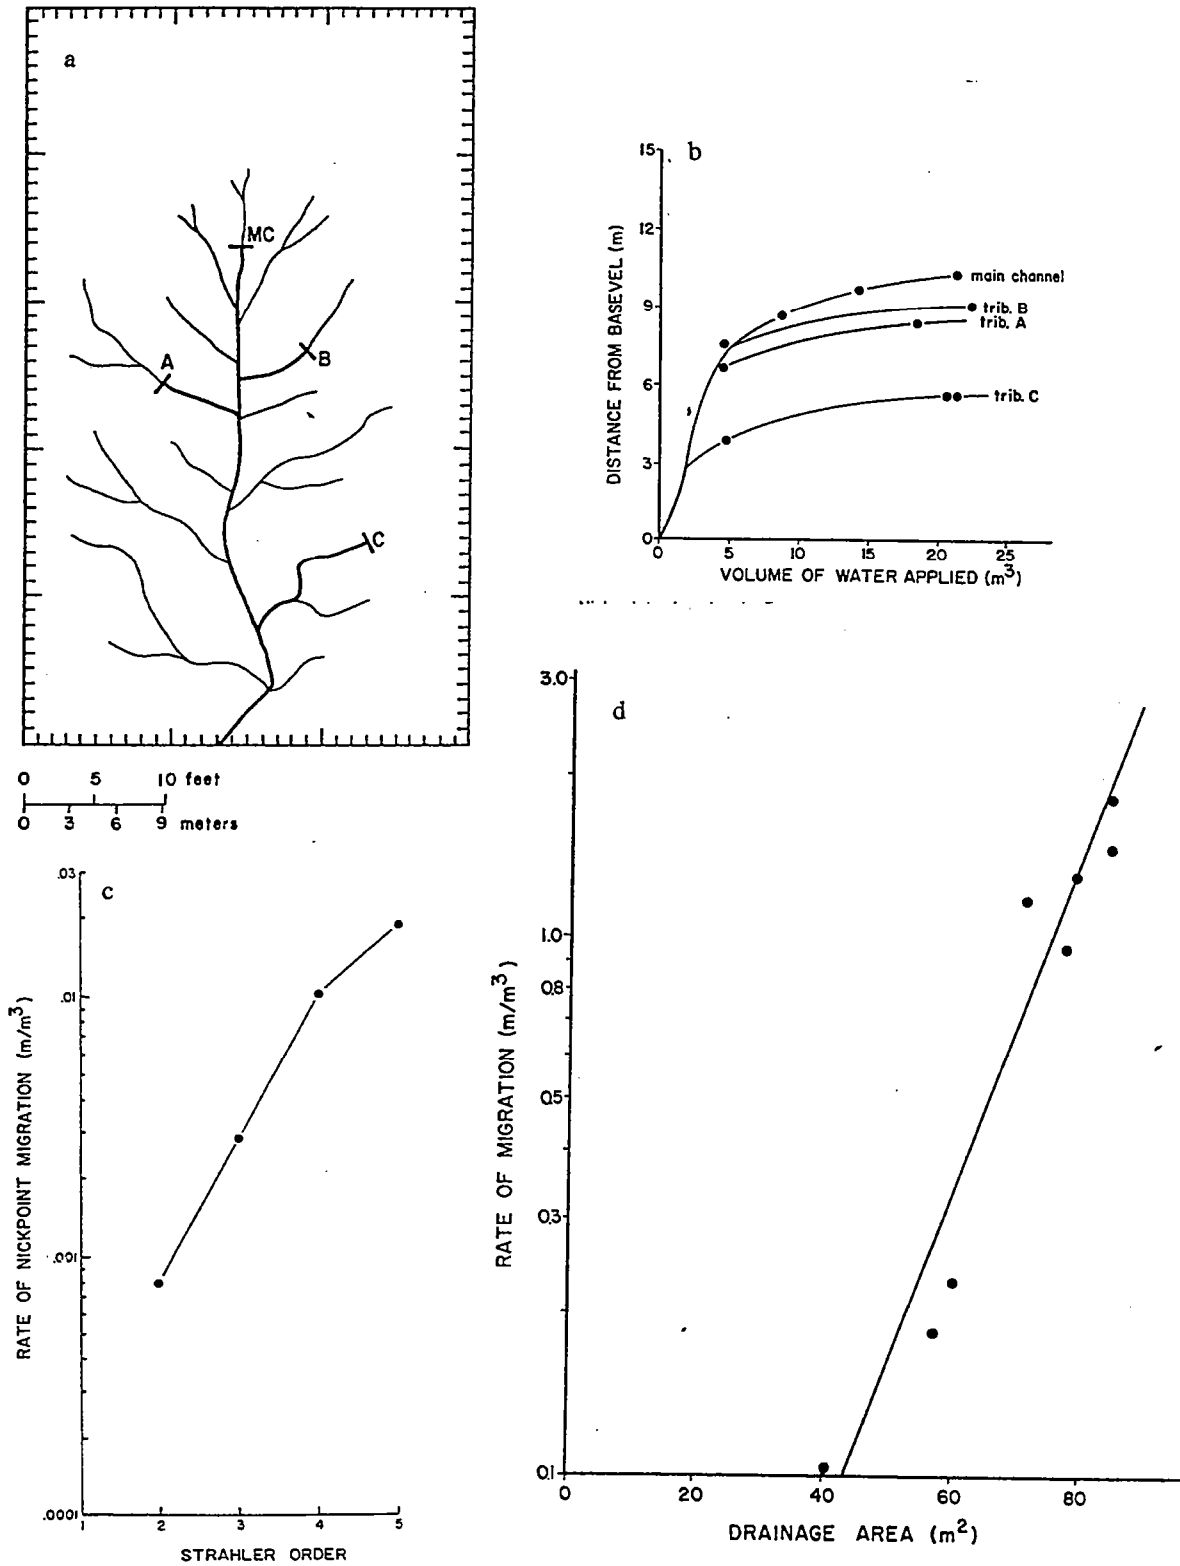 a
MC
A
B
C
0 5 10 feet
0 3 6 9 meters
b
DISTANCE FROM BASEVEL (m)
15
12
9
6
3
0
main channel
trib. B
trib. A
trib. C
0 5 10 15 20 25
VOLUME OF WATER APPLIED (m³)
c
RATE OF NICKPOINT MIGRATION (m/m³)
.03
.01
.001
.0001
1 2 3 4 5
STRAHLER ORDER
d
RATE OF MIGRATION (m/m³)
3.0
1.0
0.8
0.5
0.3
0.1
0 20 40 60 80
DRAINAGE AREA (m²)